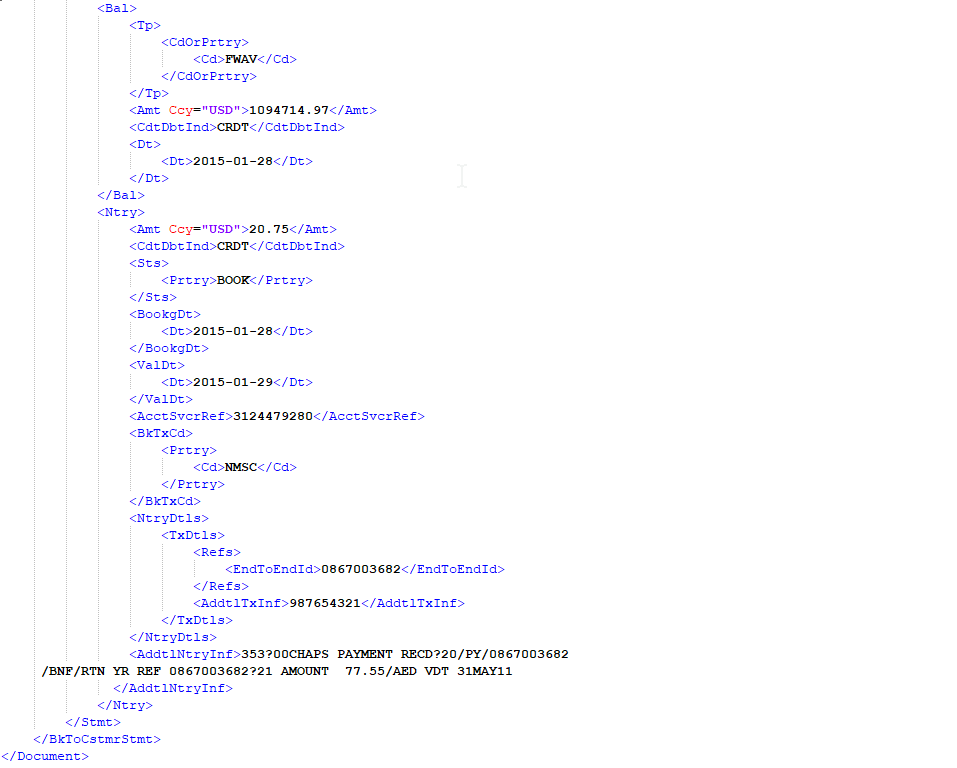 <Bal>
<Tp>
<CdOrPrtry>
<Cd>FWAV</Cd>
</CdOrPrtry>
</Tp>
<Amt Ccy="USD">1094714.97</Amt>
<CdtDbtInd>CRDT</CdtDbtInd>
<Dt>
<Dt>2015-01-28</Dt>
</Dt>
</Bal>
<Ntry>
<Amt Ccy="USD">20.75</Amt>
<CdtDbtInd>CRDT</CdtDbtInd>
<Sts>
<Prtry>BOOK</Prtry>
</Sts>
<BookgDt>
<Dt>2015-01-28</Dt>
</BookgDt>
<ValDt>
<Dt>2015-01-29</Dt>
</ValDt>
<AcctSvcrRef>3124479280</AcctSvcrRef>
<BkTxCd>
<Prtry>
<Cd>NMSC</Cd>
</Prtry>
</BkTxCd>
<NtryDtls>
<TxDtls>
<Refs>
<EndToEndId>0867003682</EndToEndId>
</Refs>
<AddtlTxInf>987654321</AddtlTxInf>
</TxDtls>
</NtryDtls>
<AddtlNtryInf>353?00CHAPS PAYMENT RECD?20/PY/0867003682
/BNF/RTN YR REF 0867003682?21 AMOUNT  77.55/AED VDT 31MAY11
</AddtlNtryInf>
</Ntry>
</Stmt>
</BkToCstmrStmt>
</Document>